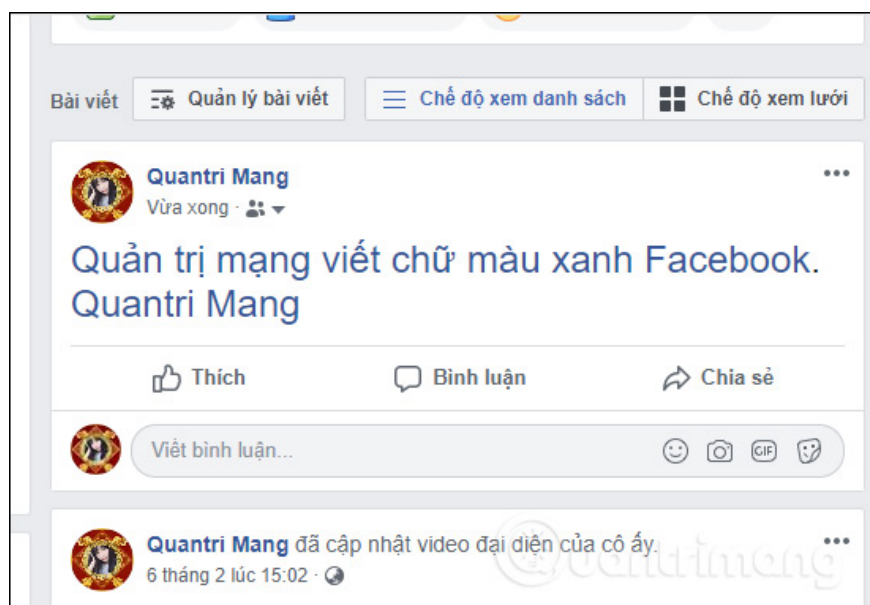 Bài viết Quản lý bài viết Chế độ xem danh sách Chế độ xem lưới
Quantri Mang
Vừa xong ·
Quản trị mạng viết chữ màu xanh Facebook.
Quantri Mang
Thích Bình luận Chia sẻ
Viết bình luận... GIF
Quantri Mang đã cập nhật video đại diện của cô ấy.
6 tháng 2 lúc 15:02 ·
Quantrimang